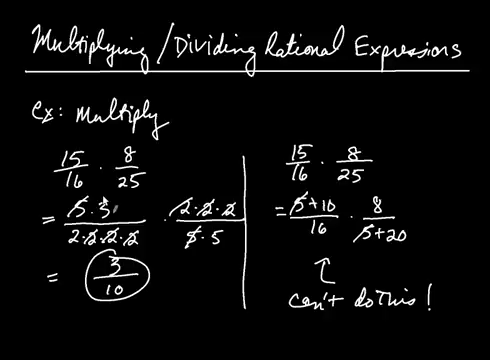 Multiplying / Dividing Rational Expressions
ex: Multiply
15/16 · 8/25
= 5·3/2·2·2·2 · 2·2·2/5·5
= 3/10
15/16 · 8/25
= 5+10/16 · 8/5+20
↑
can't do this!